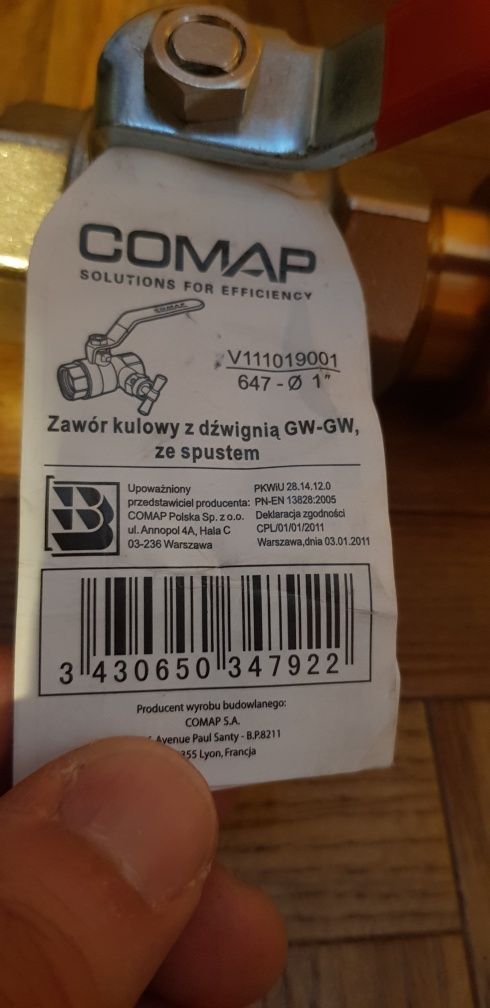 COMAP
SOLUTIONS FOR EFFICIENCY
COMAP
V111019001
647 - Ø 1"
Zawór kulowy z dźwignią GW-GW,
ze spustem
Upoważniony
przedstawiciel producenta:
COMAP Polska Sp. z o.o.
ul. Annopol 4A, Hala C
03-236 Warszawa
PKWiU 28.14.12.0
PN-EN 13828:2005
Deklaracja zgodności
CPL/01/01/2011
Warszawa,dnia 03.01.2011
3 430650 347922
Producent wyrobu budowlanego:
COMAP S.A.
Avenue Paul Santy - B.P.8211
355 Lyon, Francja